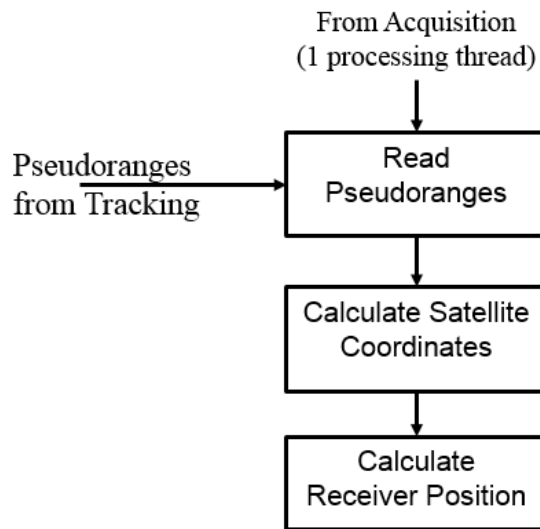 From Acquisition
(1 processing thread)
Read
Pseudoranges
Pseudoranges
from Tracking
Calculate Satellite
Coordinates
Calculate
Receiver Position